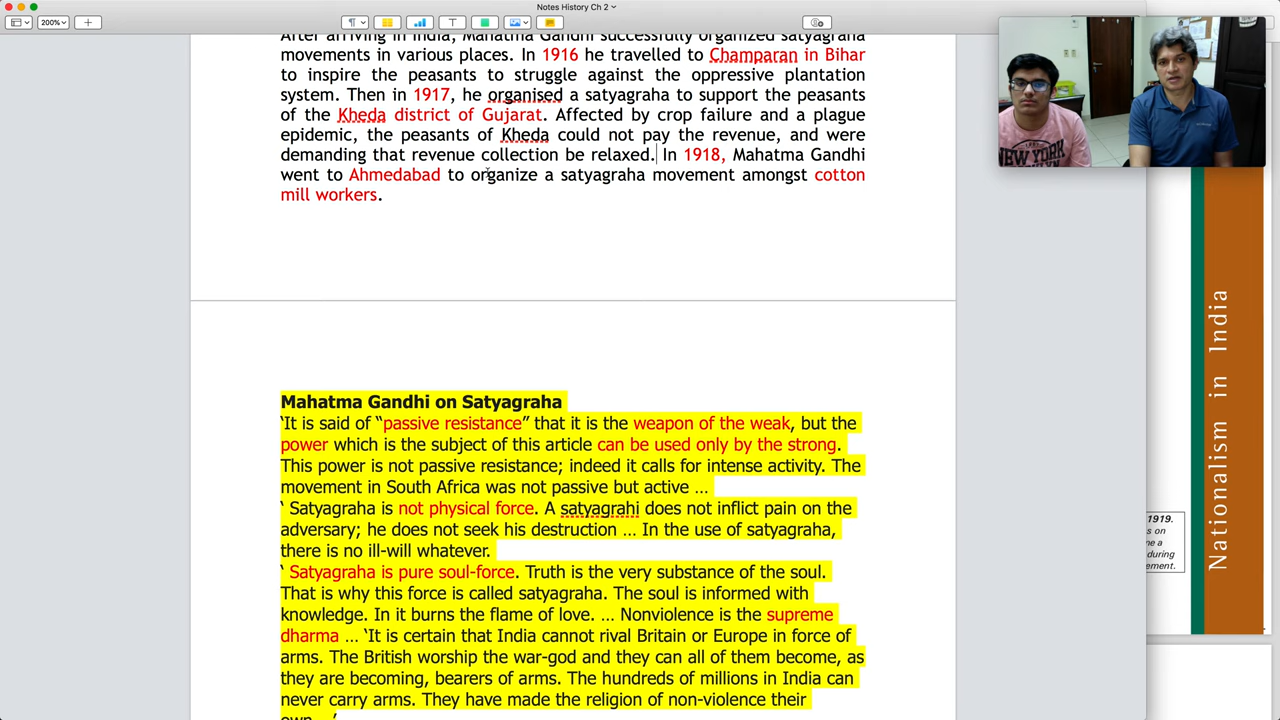 Notes History Ch 2
200%
After arriving in India, Mahatma Gandhi successfully organized satyagraha
movements in various places. In 1916 he travelled to Champaran in Bihar
to inspire the peasants to struggle against the oppressive plantation
system. Then in 1917, he organised a satyagraha to support the peasants
of the Kheda district of Gujarat. Affected by crop failure and a plague
epidemic, the peasants of Kheda could not pay the revenue, and were
demanding that revenue collection be relaxed. In 1918, Mahatma Gandhi
went to Ahmedabad to organize a satyagraha movement amongst cotton
mill workers.
Mahatma Gandhi on Satyagraha
‘It is said of “passive resistance” that it is the weapon of the weak, but the
power which is the subject of this article can be used only by the strong.
This power is not passive resistance; indeed it calls for intense activity. The
movement in South Africa was not passive but active …
‘ Satyagraha is not physical force. A satyagrahi does not inflict pain on the
adversary; he does not seek his destruction … In the use of satyagraha,
there is no ill-will whatever.
‘ Satyagraha is pure soul-force. Truth is the very substance of the soul.
That is why this force is called satyagraha. The soul is informed with
knowledge. In it burns the flame of love. … Nonviolence is the supreme
dharma … ‘It is certain that India cannot rival Britain or Europe in force of
arms. The British worship the war-god and they can all of them become, as
they are becoming, bearers of arms. The hundreds of millions in India can
never carry arms. They have made the religion of non-violence their
own …’
NEW YORK
1919.
s on
ne a
during
ement.
Nationalism in India